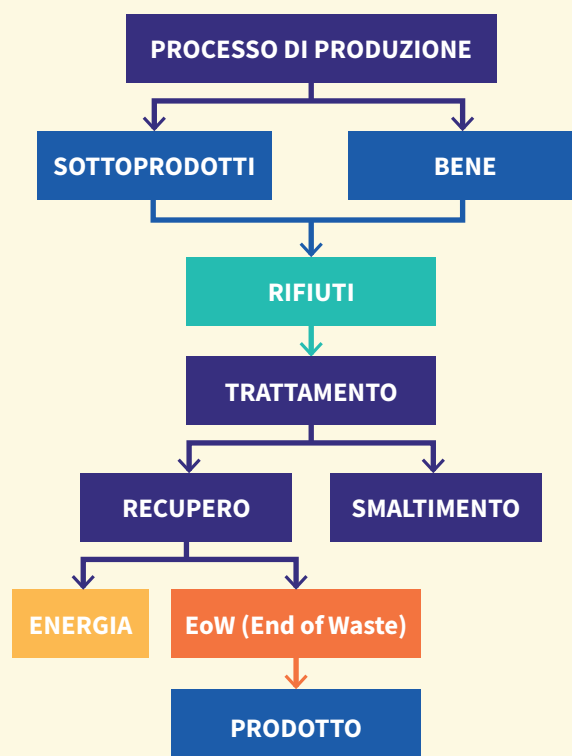 PROCESSO DI PRODUZIONE
SOTTOPRODOTTI
BENE
RIFIUTI
TRATTAMENTO
RECUPERO
SMALTIMENTO
ENERGIA
EoW (End of Waste)
PRODOTTO